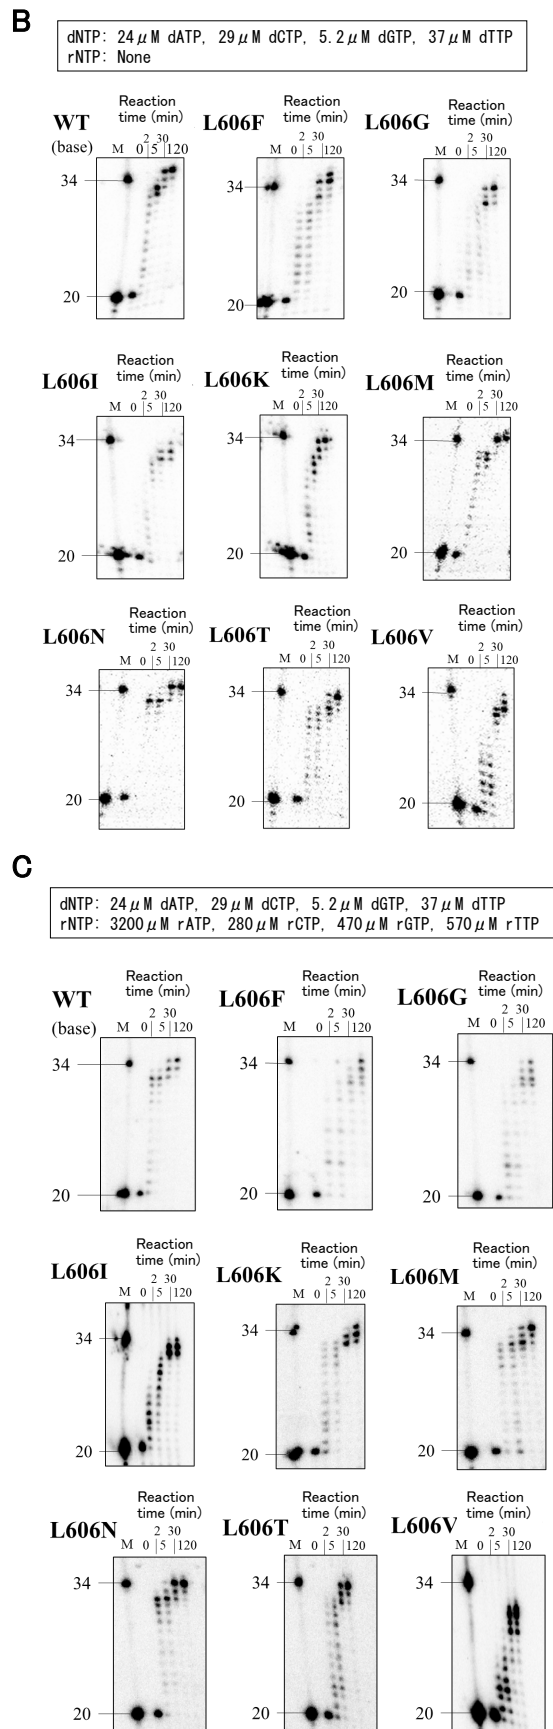 B
dNTP: 24μM dATP, 29μM dCTP, 5.2μM dGTP, 37μM dTTP
rNTP: None
WT
(base)
Reaction
time (min)
M 0 2 5 30 120
34
20
L606F
Reaction
time (min)
M 0 2 5 30 120
34
20
L606G
Reaction
time (min)
M 0 2 5 30 120
34
20
L606I
Reaction
time (min)
M 0 2 5 30 120
34
20
L606K
Reaction
time (min)
M 0 2 5 30 120
34
20
L606M
Reaction
time (min)
M 0 2 5 30 120
34
20
L606N
Reaction
time (min)
M 0 2 5 30 120
34
20
L606T
Reaction
time (min)
M 0 2 5 30 120
34
20
L606V
Reaction
time (min)
M 0 2 5 30 120
34
20
C
dNTP: 24μM dATP, 29μM dCTP, 5.2μM dGTP, 37μM dTTP
rNTP: 3200μM rATP, 280μM rCTP, 470μM rGTP, 570μM rTTP
WT
(base)
Reaction
time (min)
M 0 2 5 30 120
34
20
L606F
Reaction
time (min)
M 0 2 5 30 120
34
20
L606G
Reaction
time (min)
M 0 2 5 30 120
34
20
L606I
Reaction
time (min)
M 0 2 5 30 120
34
20
L606K
Reaction
time (min)
M 0 2 5 30 120
34
20
L606M
Reaction
time (min)
M 0 2 5 30 120
34
20
L606N
Reaction
time (min)
M 0 2 5 30 120
34
20
L606T
Reaction
time (min)
M 0 2 5 30 120
34
20
L606V
Reaction
time (min)
M 0 2 5 30 120
34
20